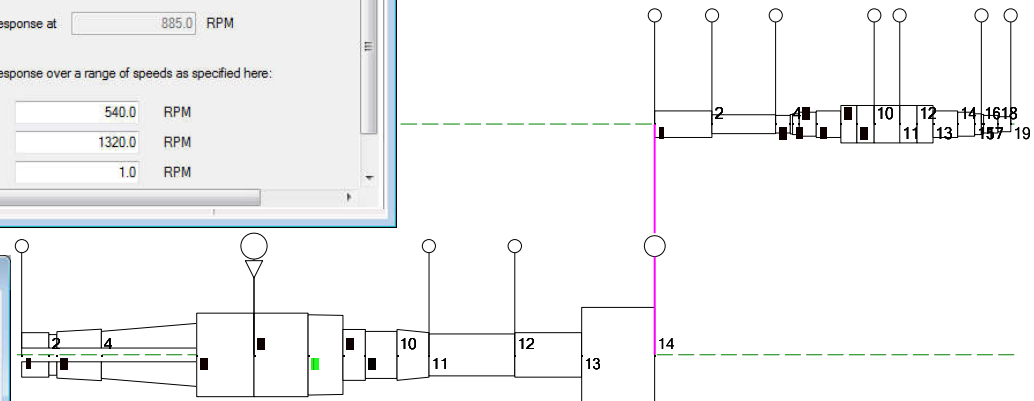 esponse at 885.0 RPM
esponse over a range of speeds as specified here:
540.0 RPM
1320.0 RPM
1.0 RPM
2 4 10 12 14 16 18
11 13 15 17 19
2 4 10 12 14
11 13